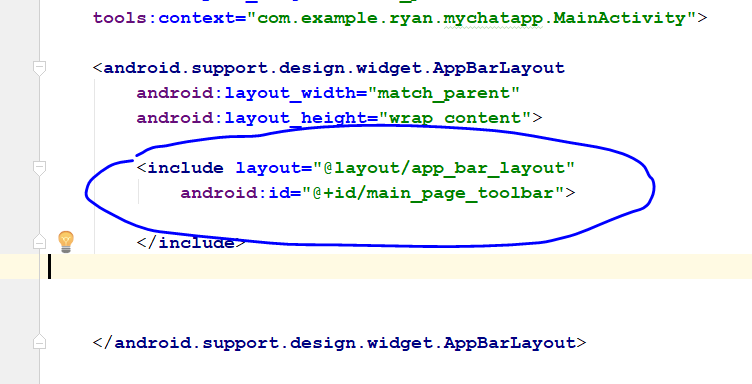 tools:context="com.example.ryan.mychatapp.MainActivity">
<android.support.design.widget.AppBarLayout
android:layout_width="match_parent"
android:layout_height="wrap_content">
<include layout="@layout/app_bar_layout"
android:id="@+id/main_page_toolbar">
</include>
</android.support.design.widget.AppBarLayout>